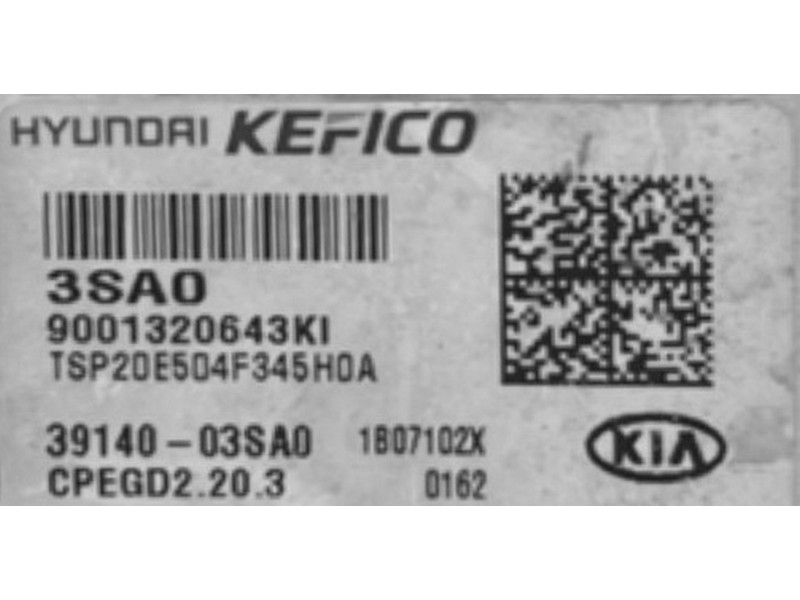 HYUNDAI KEFICO
3SA0
9001320643KI
TSP20E504F345H0A
39140-03SA0 1B07102X
CPEGD2.20.3 0162
KIA